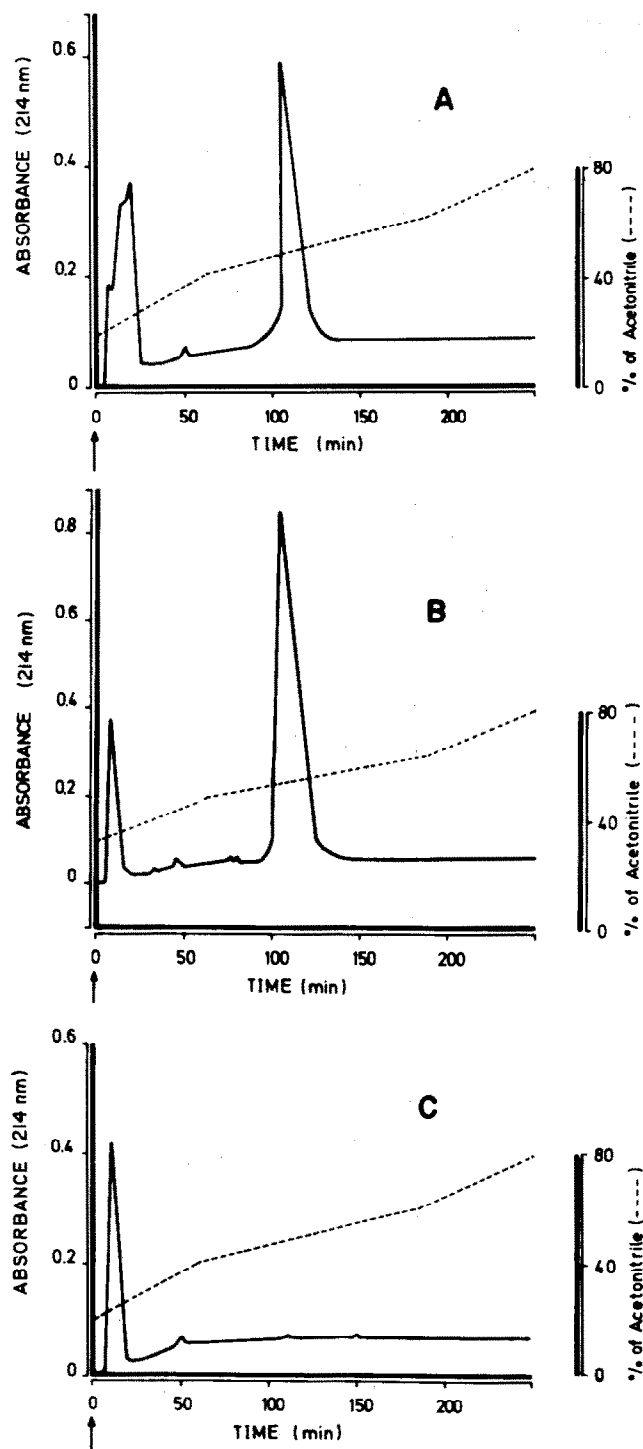 ABSORBANCE (214 nm)
0.6
0.4
0.2
0
A
80
40
0
% of Acetonitrile (----)
0 50 100 150 200
TIME (min)
ABSORBANCE (214 nm)
0.8
0.6
0.4
0.2
0
B
80
40
0
% of Acetonitrile (----)
0 50 100 150 200
TIME (min)
ABSORBANCE (214 nm)
0.6
0.4
0.2
0
C
80
40
0
% of Acetonitrile (----)
0 50 100 150 200
TIME (min)